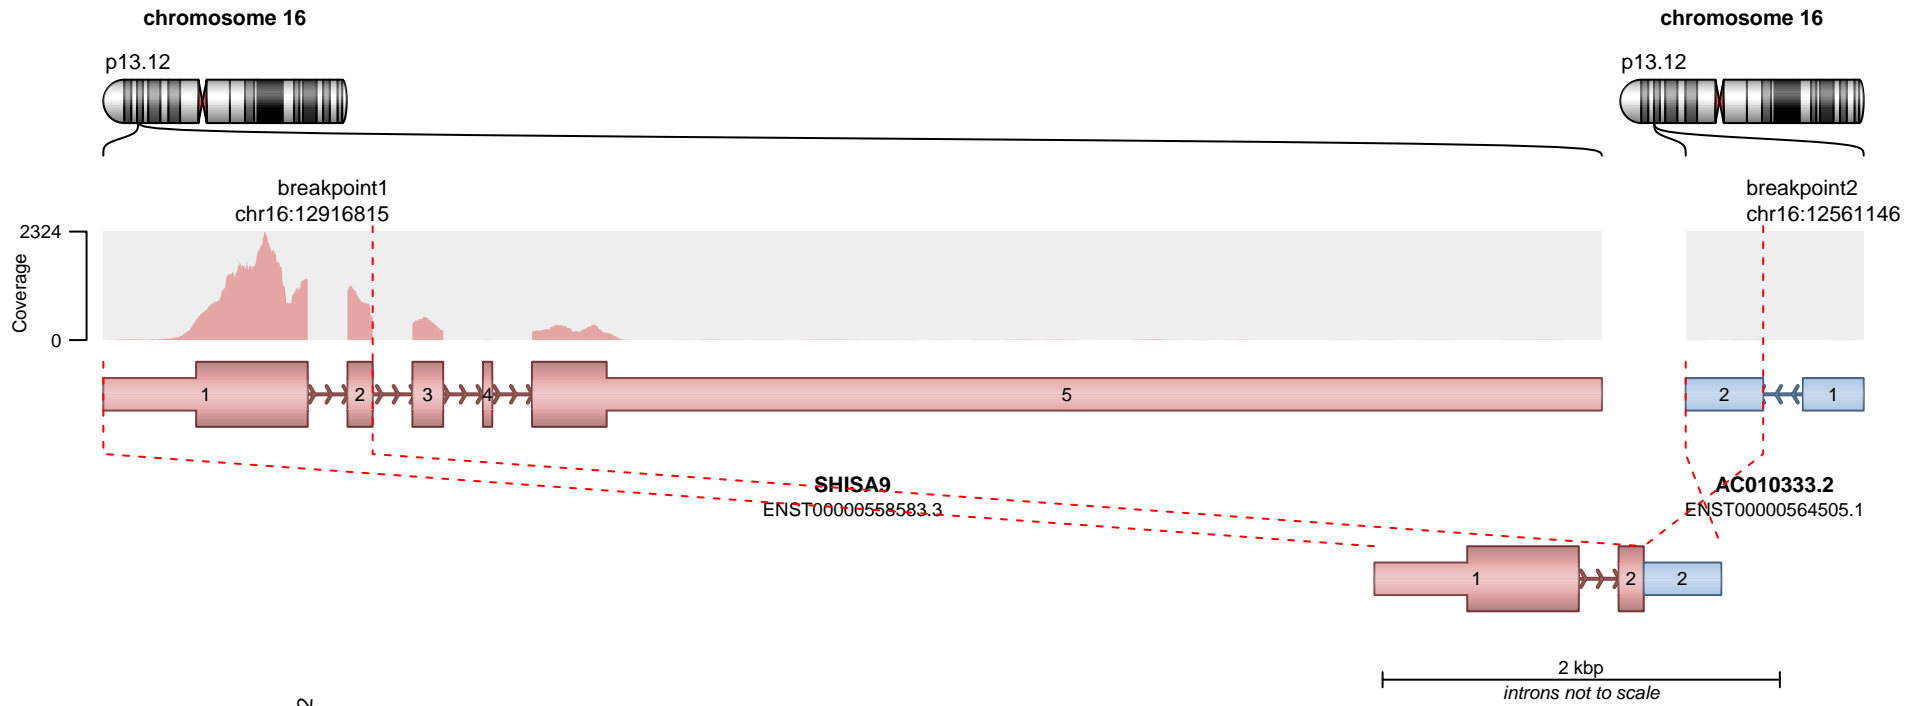 chromosome 16
chromosome 16
p13.12
p13.12
breakpoint1
chr16:12916815
breakpoint2
chr16:12561146
2324
Coverage
0
1
2
3
4
5
2
1
SHISA9
ENST00000558583.3
AC010333.2
ENST00000564505.1
1
2
2
2 kbp
introns not to scale
2